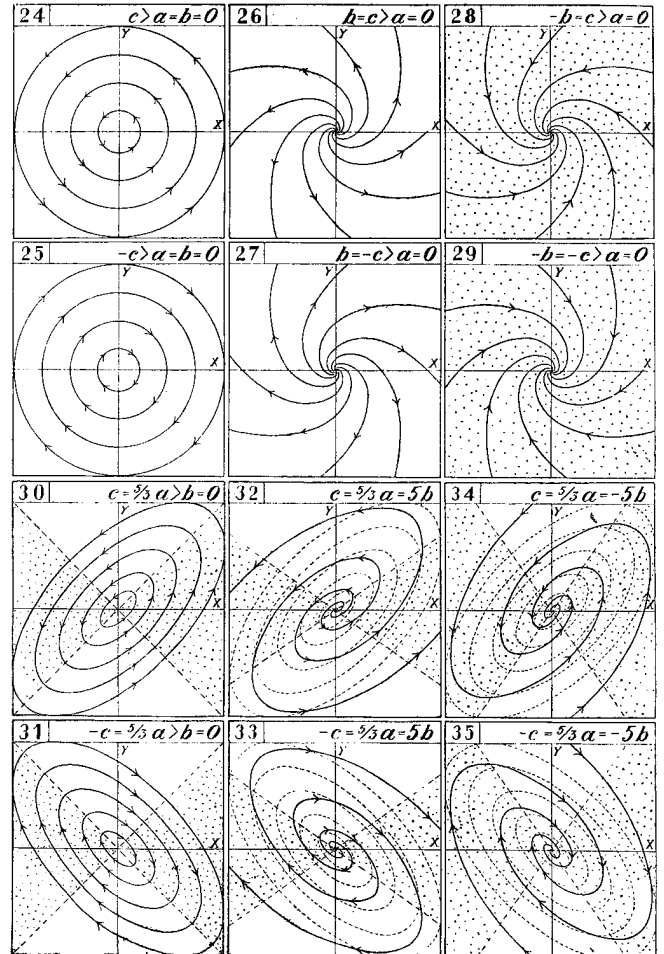 24 c>a=b=0
26 b=c>a=0
28 -b=c>a=0
Y
Y
Y
X
X
X
25 -c>a=b=0
27 b=-c>a=0
29 -b=-c>a=0
Y
Y
Y
X
X
X
30 c=5/3 a>b=0
32 c=5/3 a=5b
34 c=5/3 a=-5b
Y
Y
Y
X
X
X
31 -c=5/3 a>b=0
33 -c=5/3 a=5b
35 -c=5/3 a=-5b
Y
Y
Y
X
X
X